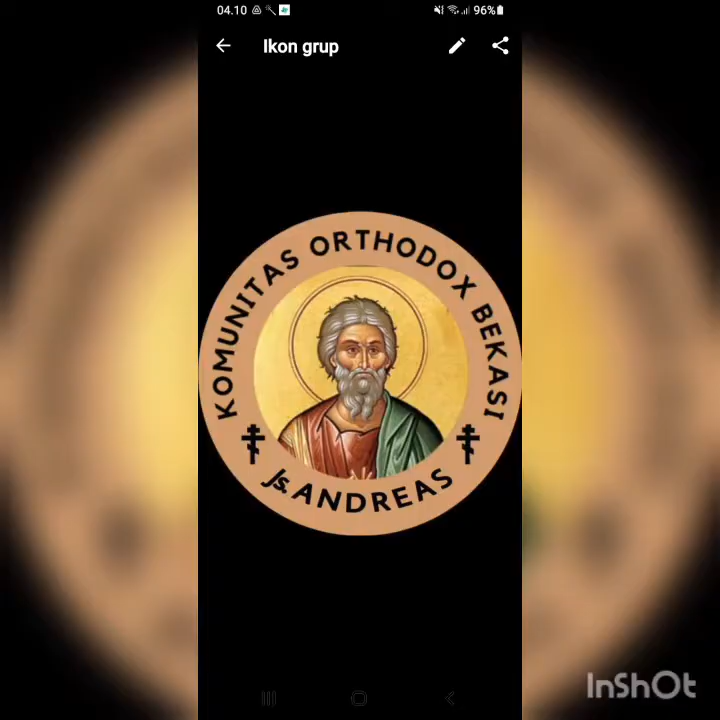 04.10
96%
Ikon grup
KOMUNITAS ORTHODOX BEKASI
Js. ANDREAS
InShOt